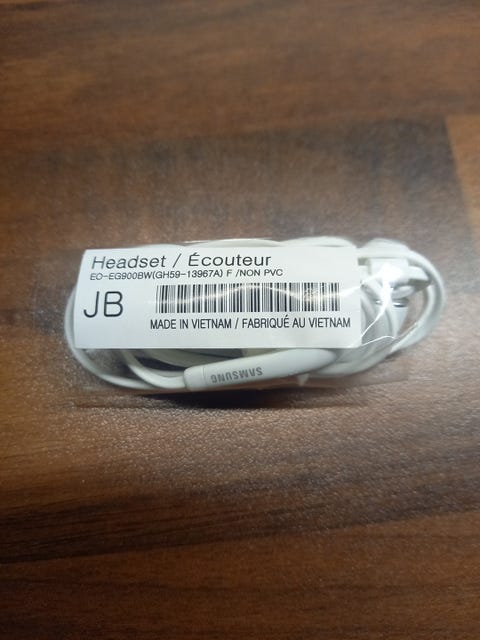 Headset / Écouteur
EO-EG900BW(GH59-13967A) F /NON PVC
JB
MADE IN VIETNAM / FABRIQUÉ AU VIETNAM
SAMSUNG